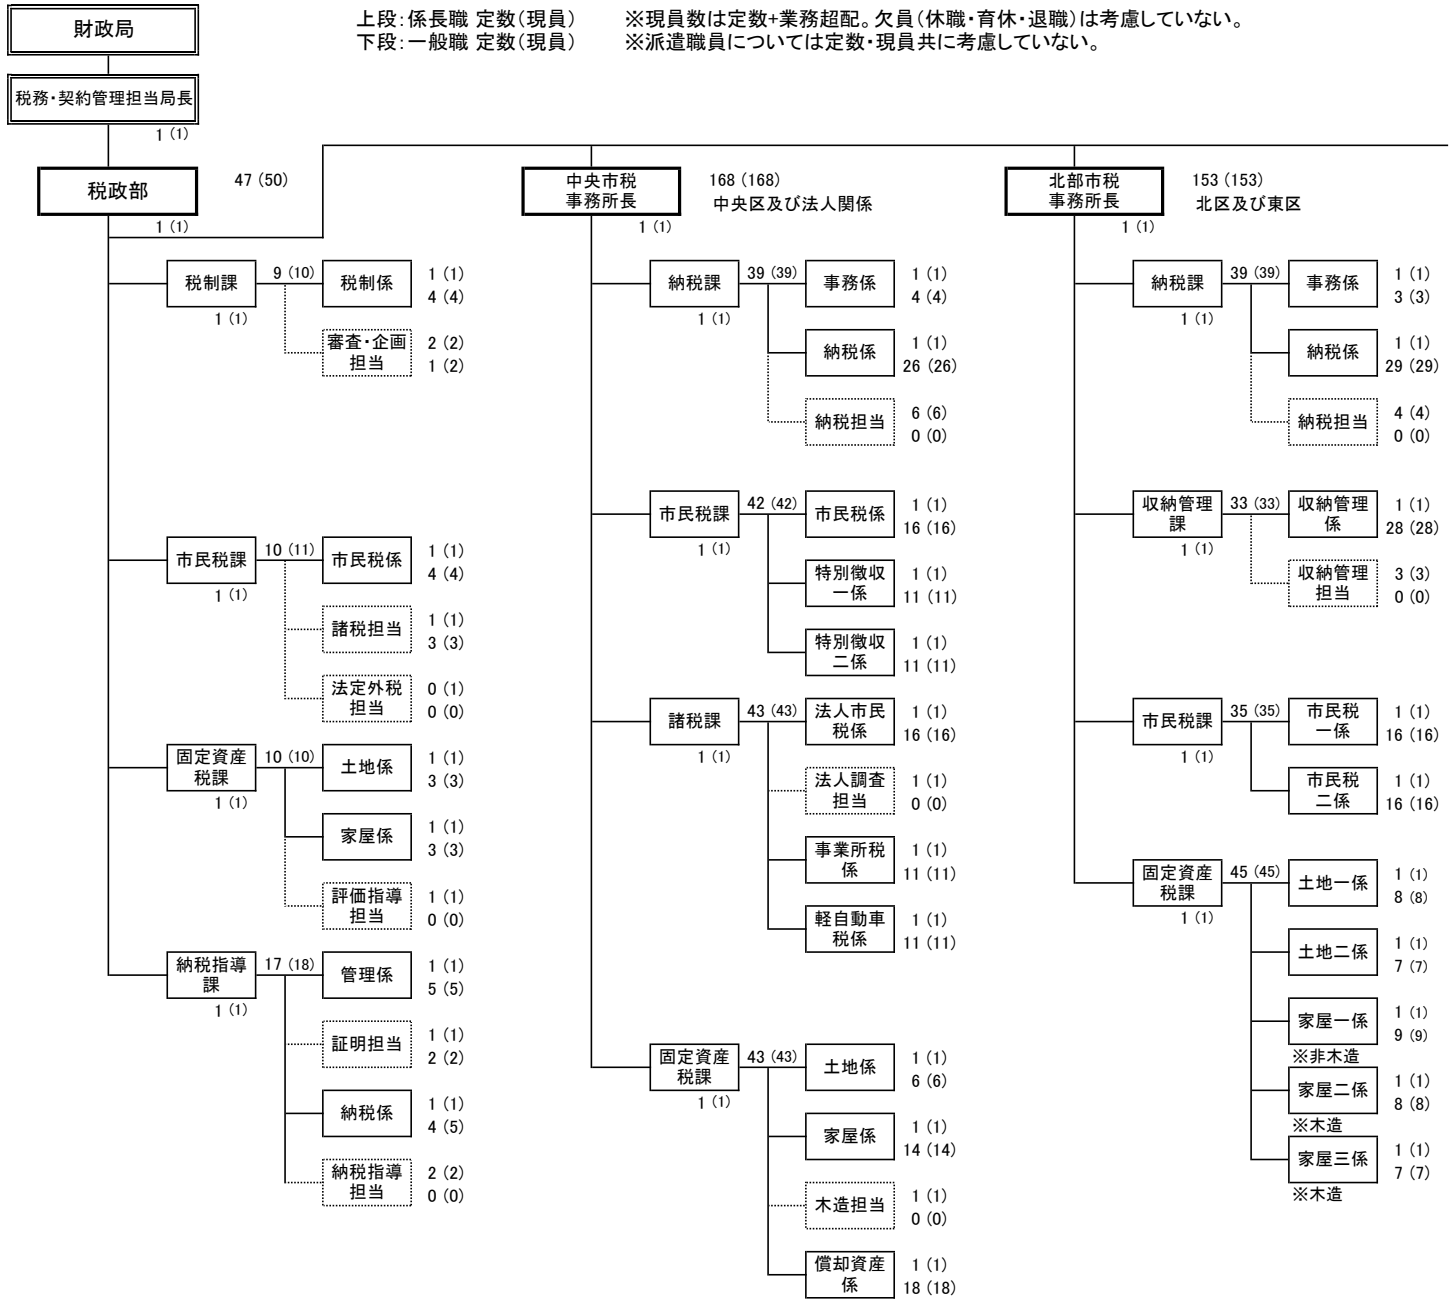 財政局
上段：係長職 定数（現員）
下段：一般職 定数（現員）
※現員数は定数+業務超配。欠員（休職・育休・退職）は考慮していない。
※派遣職員については定数・現員共に考慮していない。
税務・契約管理担当局長
1 (1)
税政部
47 (50)
1 (1)
税制課
9 (10)
1 (1)
税制係
1 (1)
4 (4)
審査・企画
担当
2 (2)
1 (2)
市民税課
10 (11)
1 (1)
市民税係
1 (1)
4 (4)
諸税担当
1 (1)
3 (3)
法定外税
担当
0 (1)
0 (0)
固定資産
税課
10 (10)
1 (1)
土地係
1 (1)
3 (3)
家屋係
1 (1)
3 (3)
評価指導
担当
1 (1)
0 (0)
納税指導
課
17 (18)
1 (1)
管理係
1 (1)
5 (5)
証明担当
1 (1)
2 (2)
納税係
1 (1)
4 (5)
納税指導
担当
2 (2)
0 (0)
中央市税
事務所長
168 (168)
中央区及び法人関係
1 (1)
納税課
39 (39)
1 (1)
事務係
1 (1)
4 (4)
納税係
1 (1)
26 (26)
納税担当
6 (6)
0 (0)
市民税課
42 (42)
1 (1)
市民税係
1 (1)
16 (16)
特別徴収
一係
1 (1)
11 (11)
特別徴収
二係
1 (1)
11 (11)
諸税課
43 (43)
1 (1)
法人市民
税係
1 (1)
16 (16)
法人調査
担当
1 (1)
0 (0)
事業所税
係
1 (1)
11 (11)
軽自動車
税係
1 (1)
11 (11)
固定資産
税課
43 (43)
1 (1)
土地係
1 (1)
6 (6)
家屋係
1 (1)
14 (14)
木造担当
1 (1)
0 (0)
償却資産
係
1 (1)
18 (18)
北部市税
事務所長
153 (153)
北区及び東区
1 (1)
納税課
39 (39)
1 (1)
事務係
1 (1)
3 (3)
納税係
1 (1)
29 (29)
納税担当
4 (4)
0 (0)
収納管理
課
33 (33)
1 (1)
収納管理
係
1 (1)
28 (28)
収納管理
担当
3 (3)
0 (0)
市民税課
35 (35)
1 (1)
市民税
一係
1 (1)
16 (16)
市民税
二係
1 (1)
16 (16)
固定資産
税課
45 (45)
1 (1)
土地一係
1 (1)
8 (8)
土地二係
1 (1)
7 (7)
家屋一係
1 (1)
9 (9)
※非木造
家屋二係
1 (1)
8 (8)
※木造
家屋三係
1 (1)
7 (7)
※木造